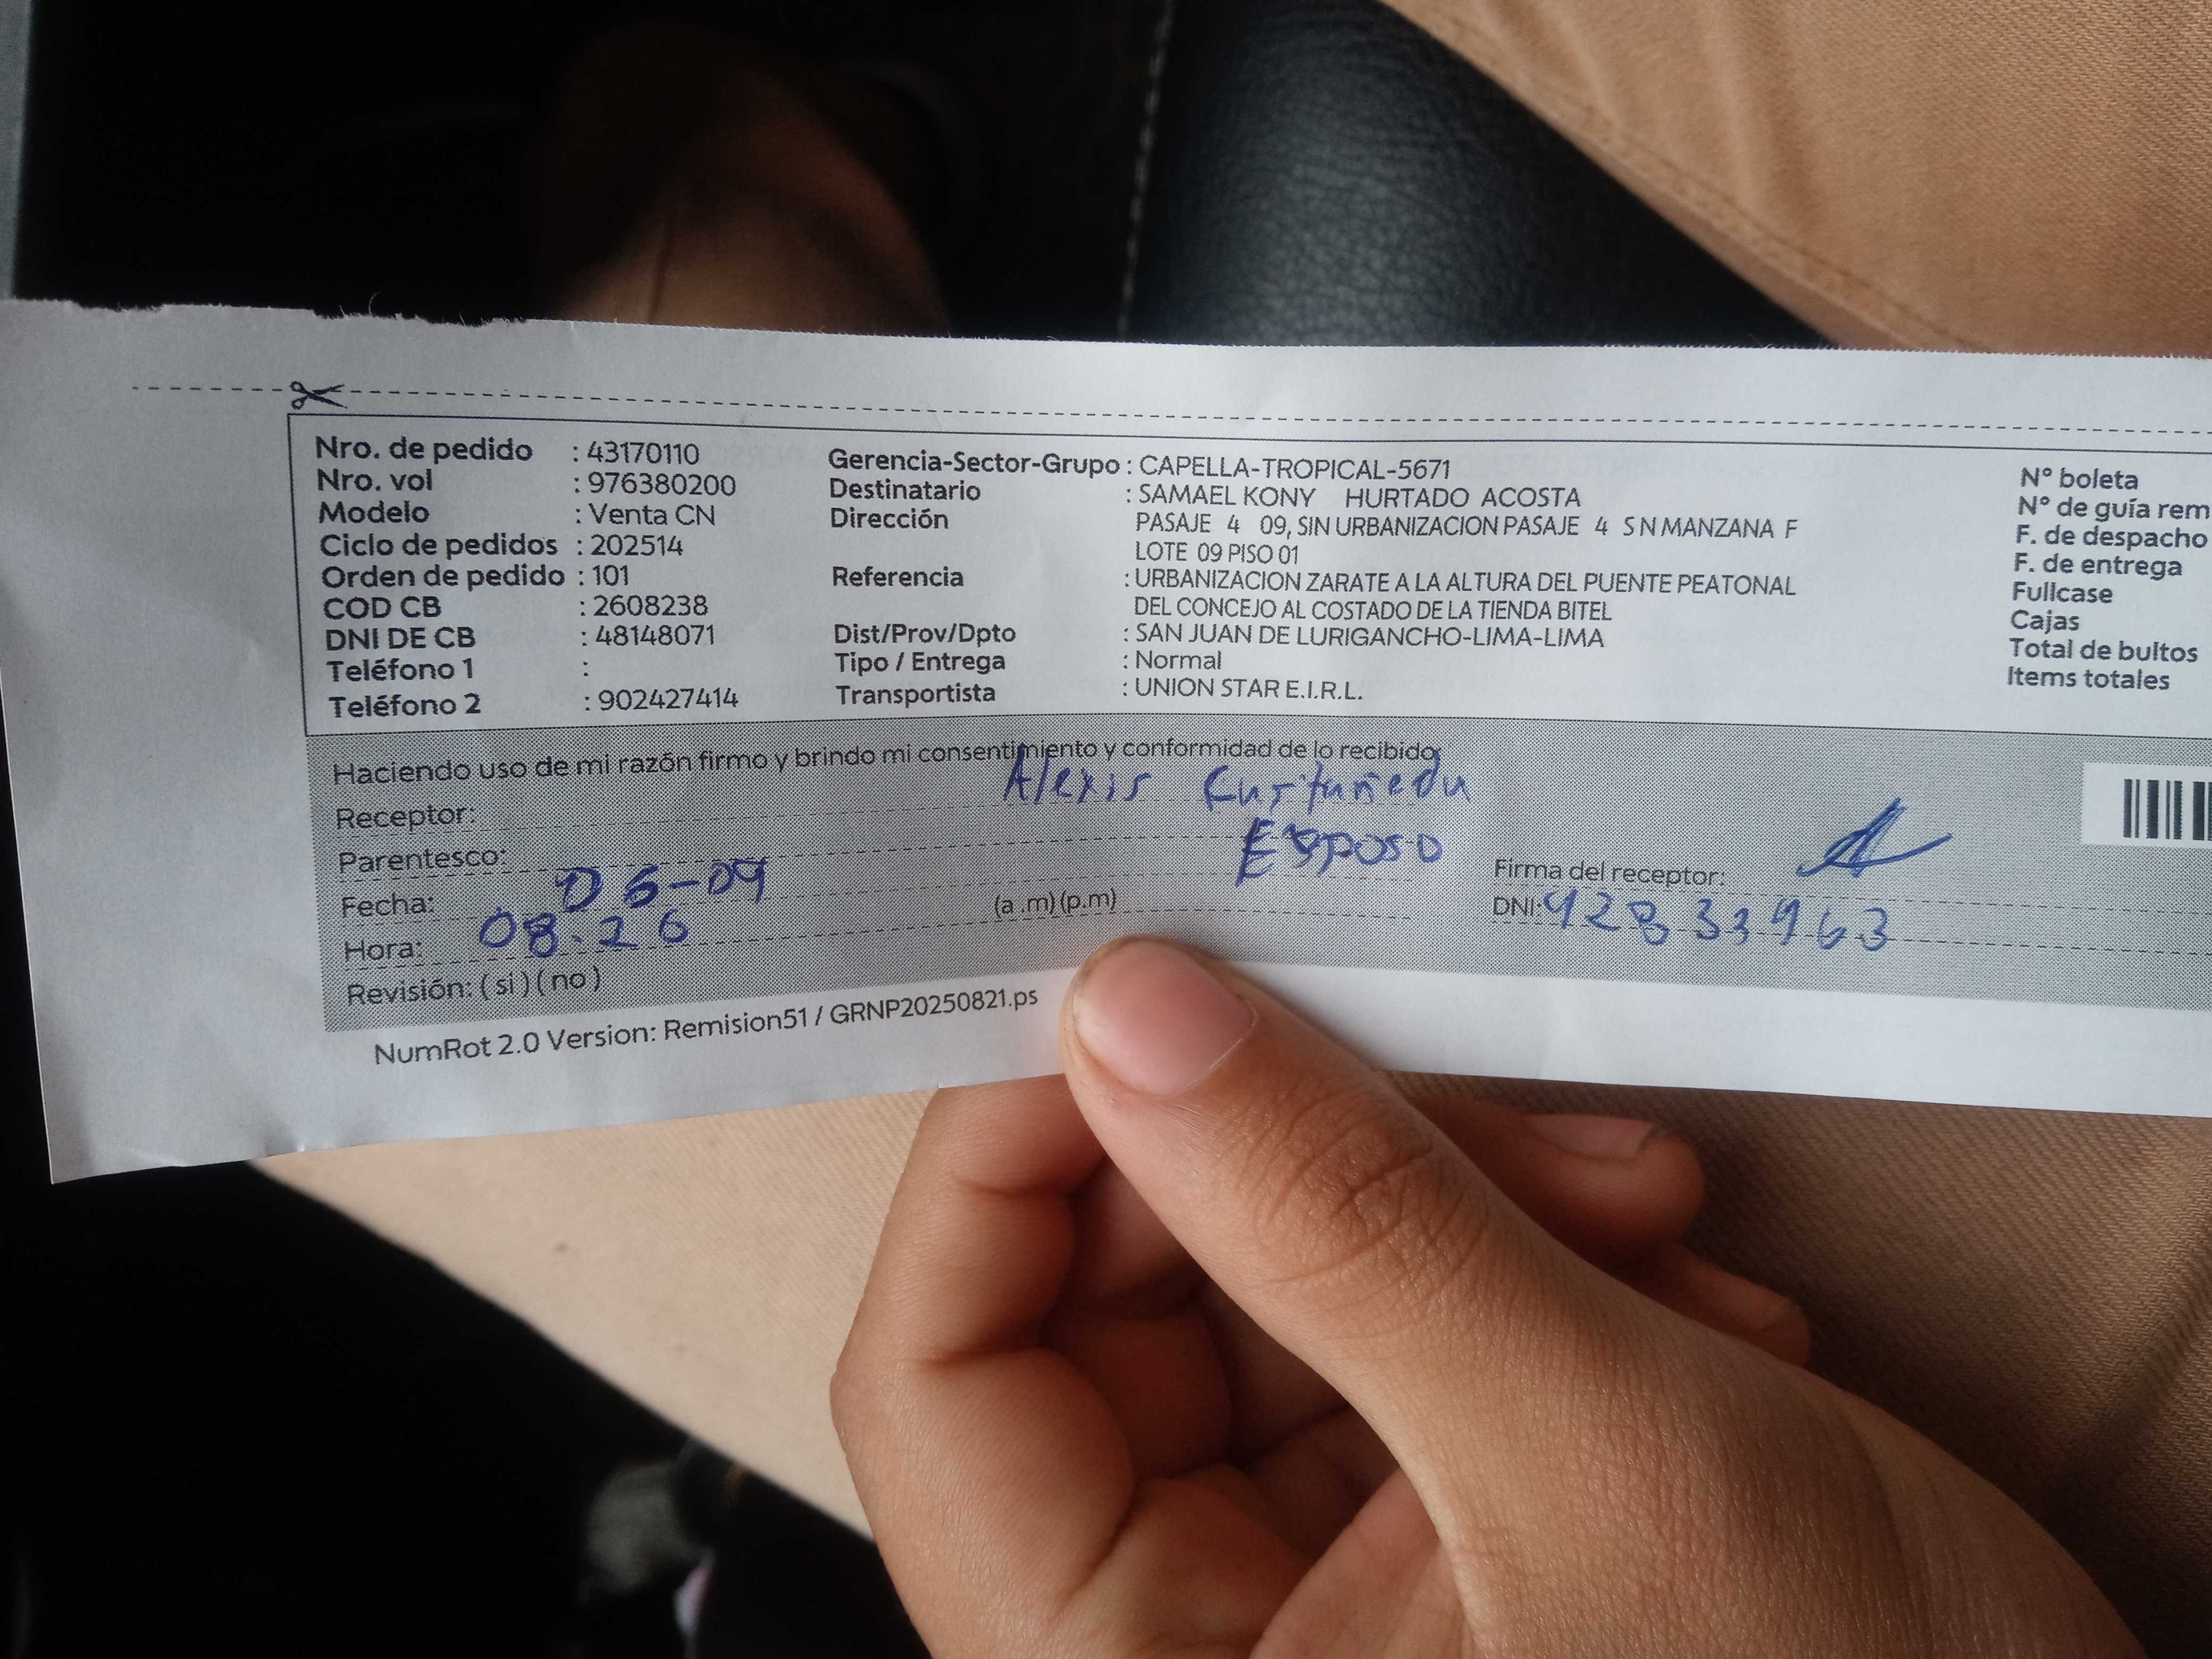 Nro. de pedido : 43170110
Nro. vol : 976380200
Modelo : Venta CN
Ciclo de pedidos : 202514
Orden de pedido : 101
COD CB : 2608238
DNI DE CB : 48148071
Teléfono 1 :
Teléfono 2 : 902427414
Gerencia-Sector-Grupo : CAPELLA-TROPICAL-5671
Destinatario : SAMAEL KONY HURTADO ACOSTA
Dirección PASAJE 4 09, SIN URBANIZACION PASAJE 4 S N MANZANA F
LOTE 09 PISO 01
Referencia : URBANIZACION ZARATE A LA ALTURA DEL PUENTE PEATONAL
DEL CONCEJO AL COSTADO DE LA TIENDA BITEL
Dist/Prov/Dpto : SAN JUAN DE LURIGANCHO-LIMA-LIMA
Tipo / Entrega : Normal
Transportista : UNION STAR E.I.R.L.
N° boleta
N° de guía rem
F. de despacho
F. de entrega
Fullcase
Cajas
Total de bultos
Items totales
Haciendo uso de mi razón firmo y brindo mi consentimiento y conformidad de lo recibido
Receptor: Alexis Castañeda
Parentesco: Esposo
Fecha: 06-09
Hora: 08:26 (a .m) (p.m)
Revisión: ( si ) ( no )
Firma del receptor:
DNI: 42833963
NumRot 2.0 Version: Remision51 / GRNP20250821.ps